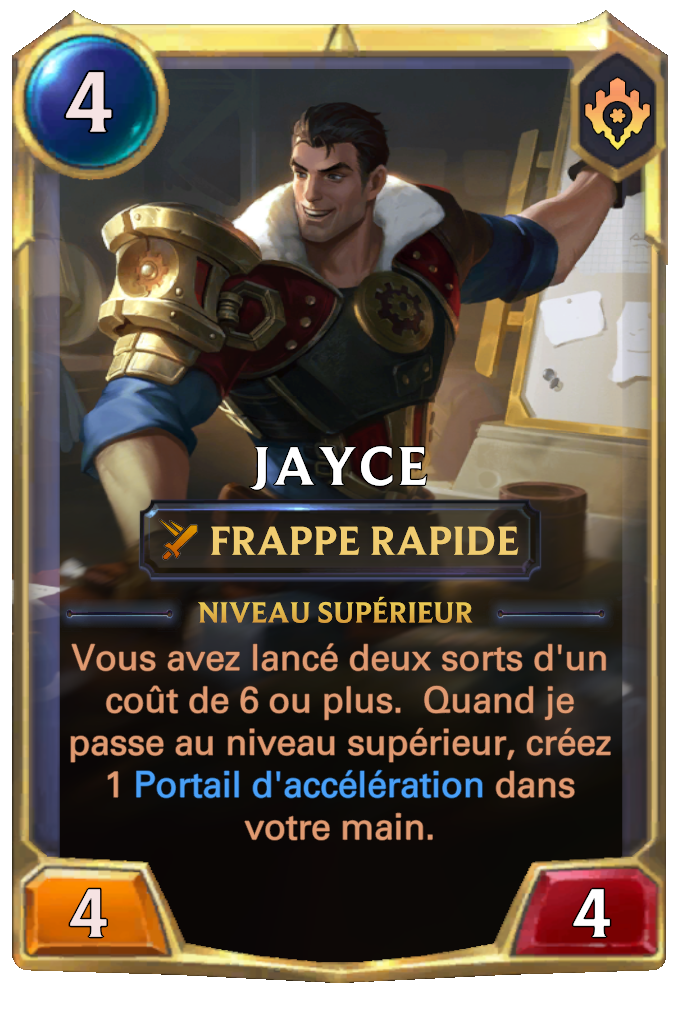 4
JAYCE
FRAPPE RAPIDE
NIVEAU SUPÉRIEUR
Vous avez lancé deux sorts d'un
coût de 6 ou plus.  Quand je
passe au niveau supérieur, créez
1 Portail d'accélération dans
votre main.
4
4